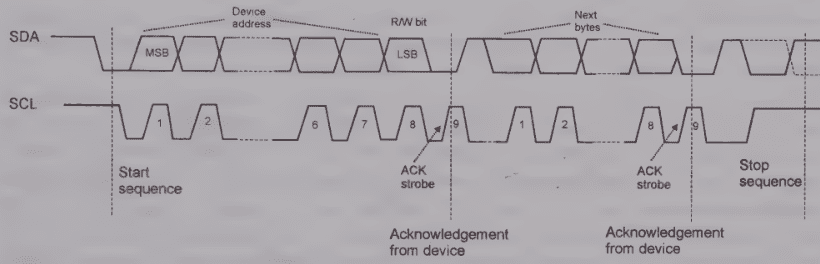 Device
address
R/W bit
Next
bytes
SDA
MSB
LSB
SCL
1
2
6
7
8
9
1
2
8
9
Start
sequence
ACK
strobe
ACK
strobe
Stop
sequence
Acknowledgement
from device
Acknowledgement
from device